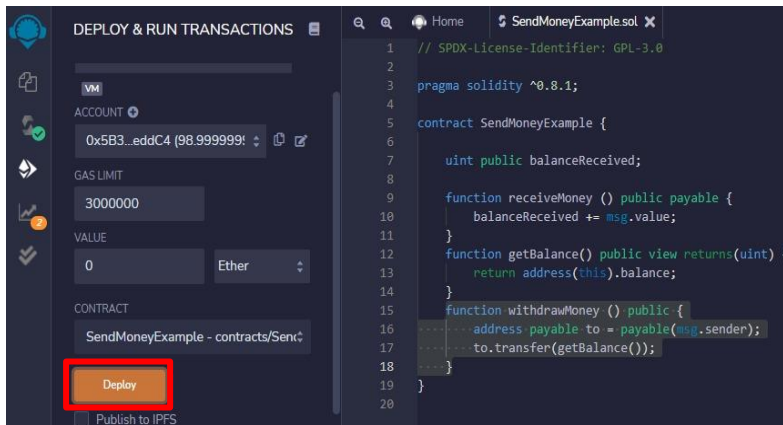 DEPLOY & RUN TRANSACTIONS
VM
ACCOUNT
0x5B3...eddC4 (98.9999999
GAS LIMIT
3000000
VALUE
0
Ether
CONTRACT
SendMoneyExample - contracts/Senc
Deploy
Publish to IPFS
2
Home
SendMoneyExample.sol
1 // SPDX-License-Identifier: GPL-3.0
2
3 pragma solidity ^0.8.1;
4
5 contract SendMoneyExample {
6
7 uint public balanceReceived;
8
9 function receiveMoney () public payable {
10 balanceReceived += msg.value;
11 }
12 function getBalance() public view returns(uint)
13 return address(this).balance;
14 }
15 function withdrawMoney () public {
16 address payable to = payable(msg.sender);
17 to.transfer(getBalance());
18 }
19 }
20